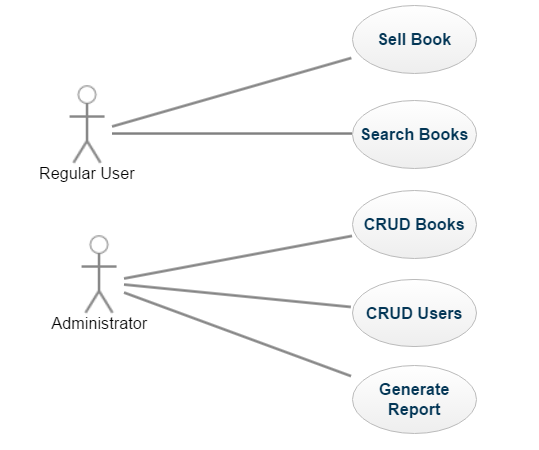 Sell Book
Search Books
Regular User
CRUD Books
CRUD Users
Administrator
Generate
Report